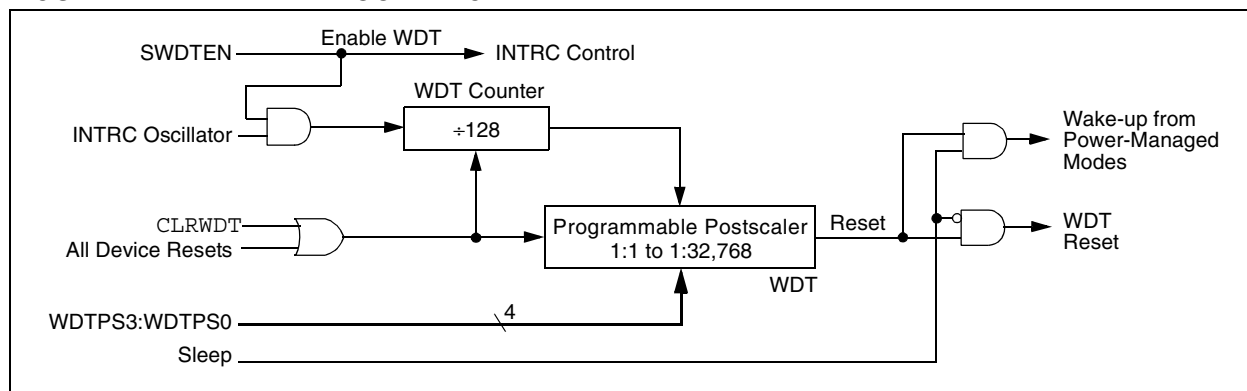 Enable WDT
SWDTEN
INTRC Control
WDT Counter
INTRC Oscillator
÷128
Wake-up from
Power-Managed
Modes
CLRWDT
All Device Resets
Programmable Postscaler
1:1 to 1:32,768
Reset
WDT
Reset
WDT
4
WDTPS3:WDTPS0
Sleep